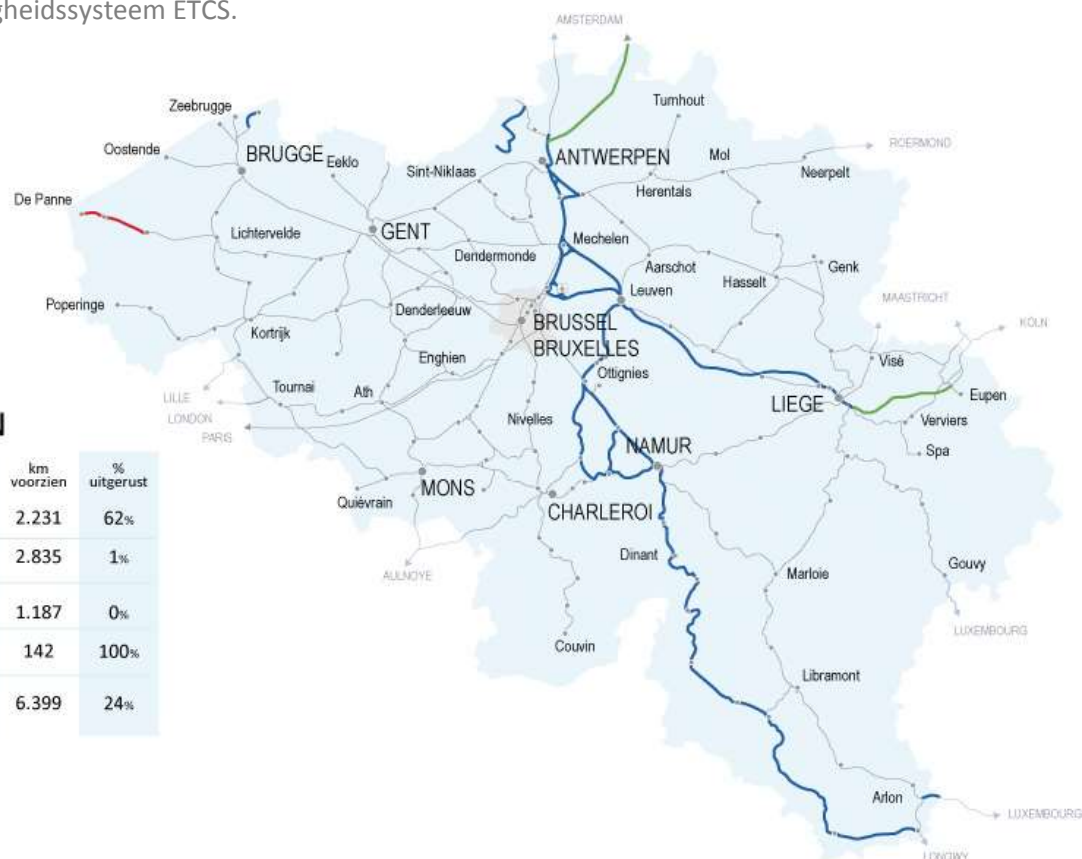 gheidssysteem ETCS.
AMSTERDAM
Zeebrugge
Turnhout
Oostende
BRUGGE
Eeklo
Sint-Niklaas
ANTWERPEN
Mol
ROERMOND
Neerpelt
Herentals
De Panne
Lichtervelde
GENT
Mechelen
Dendermonde
Aarschot
Genk
Hasselt
Leuven
Poperinge
Denderleeuw
MAASTRICHT
BRUSSEL
BRUXELLES
KÖLN
Kortrijk
Enghien
Visé
Ottignies
Tournai
Ath
LILLE
LIEGE
Eupen
LONDON
Nivelles
Verviers
PARIS
N
NAMUR
Spa
km
voorzien
%
uitgerust
MONS
Quiévrain
CHARLEROI
2.231 62%
2.835 1%
Dinant
AULNOYE
Marloie
Gouvy
1.187 0%
LUXEMBOURG
142 100%
Couvin
Libramont
6.399 24%
Arlon
LUXEMBOURG
LONGWY